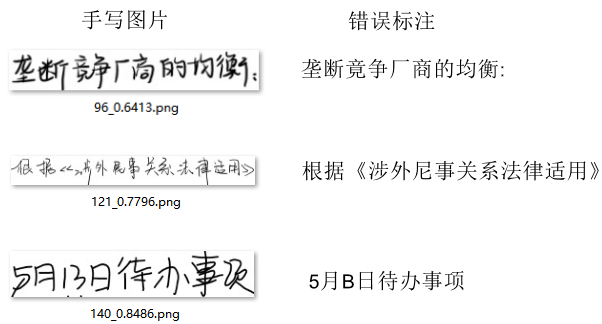 手写图片 错误标注
垄断竞争厂商的均衡: 垄断竟争厂商的均衡:
96_0.6413.png
根据《涉外民事关系法律适用》 根据《涉外尼事关系法律适用》
121_0.7796.png
5月13日待办事项 5月B日待办事项
140_0.8486.png